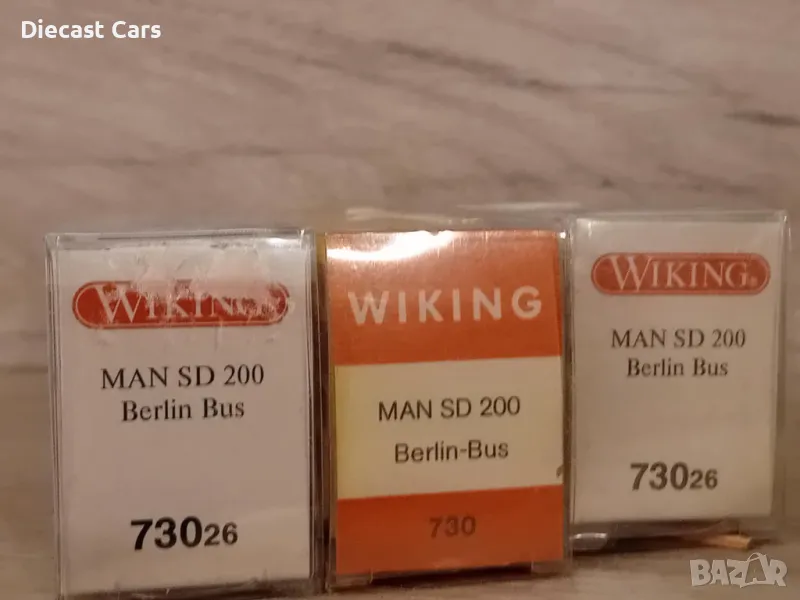 Diecast Cars
WIKING
MAN SD 200
Berlin Bus
73026
WIKING
MAN SD 200
Berlin-Bus
730
WIKING®
MAN SD 200
Berlin Bus
73026
BAZAR